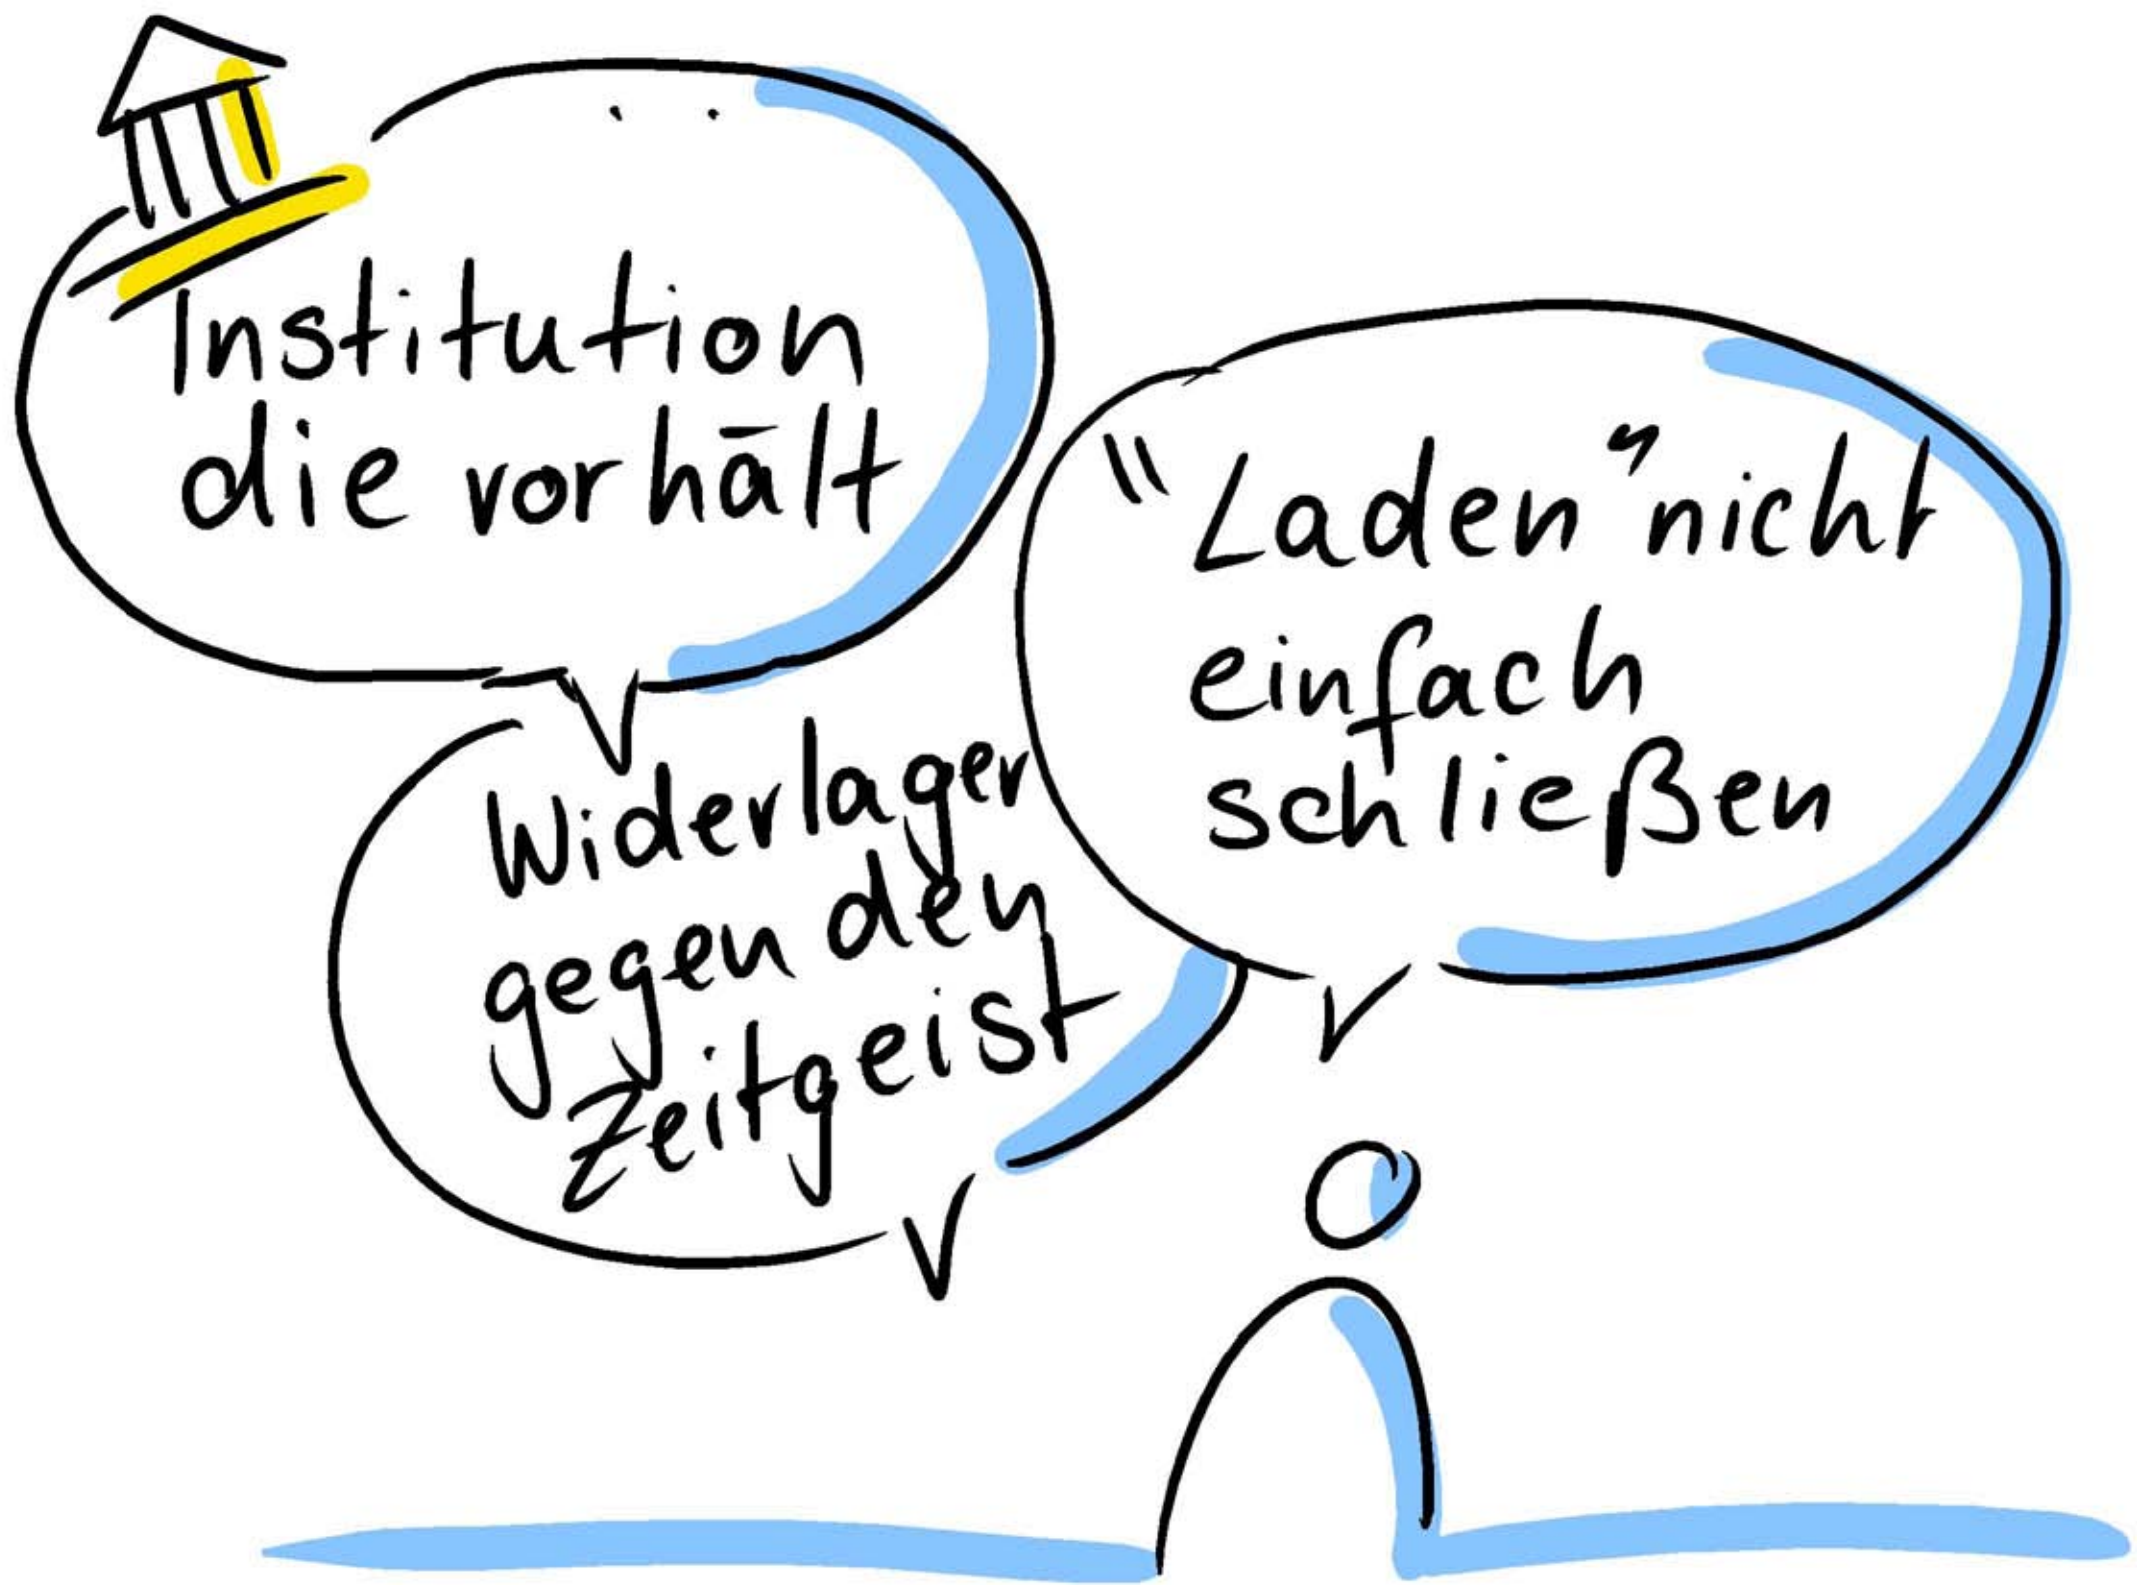 Institution
die vorhält
"Laden" nicht
einfach
schließen
Widerlager
gegen den
Zeitgeist